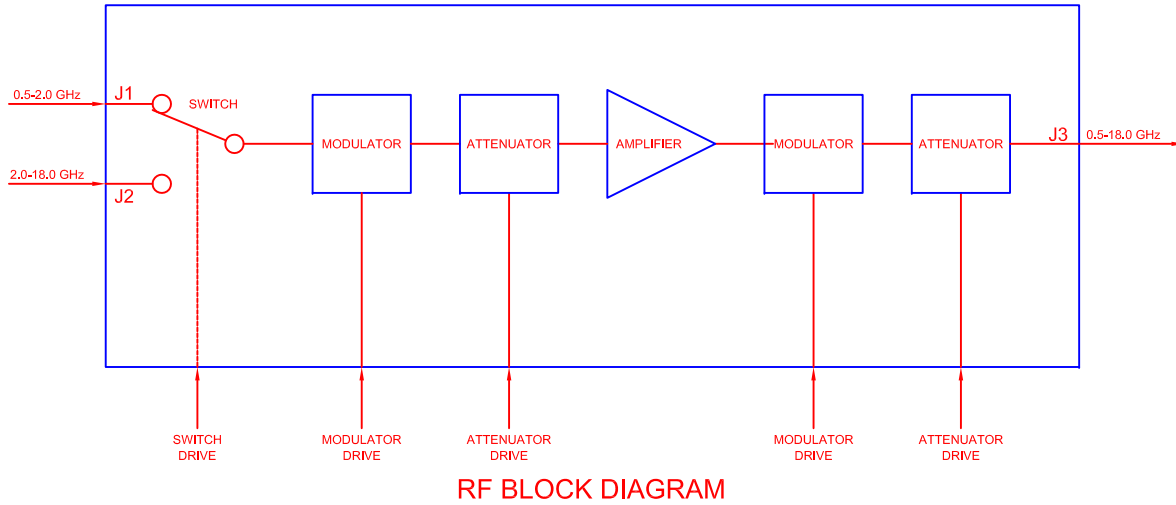 0.5-2.0 GHz
J1
SWITCH
2.0-18.0 GHz
J2
MODULATOR
ATTENUATOR
AMPLIFIER
MODULATOR
ATTENUATOR
J3
0.5-18.0 GHz
SWITCH
DRIVE
MODULATOR
DRIVE
ATTENUATOR
DRIVE
MODULATOR
DRIVE
ATTENUATOR
DRIVE
RF BLOCK DIAGRAM